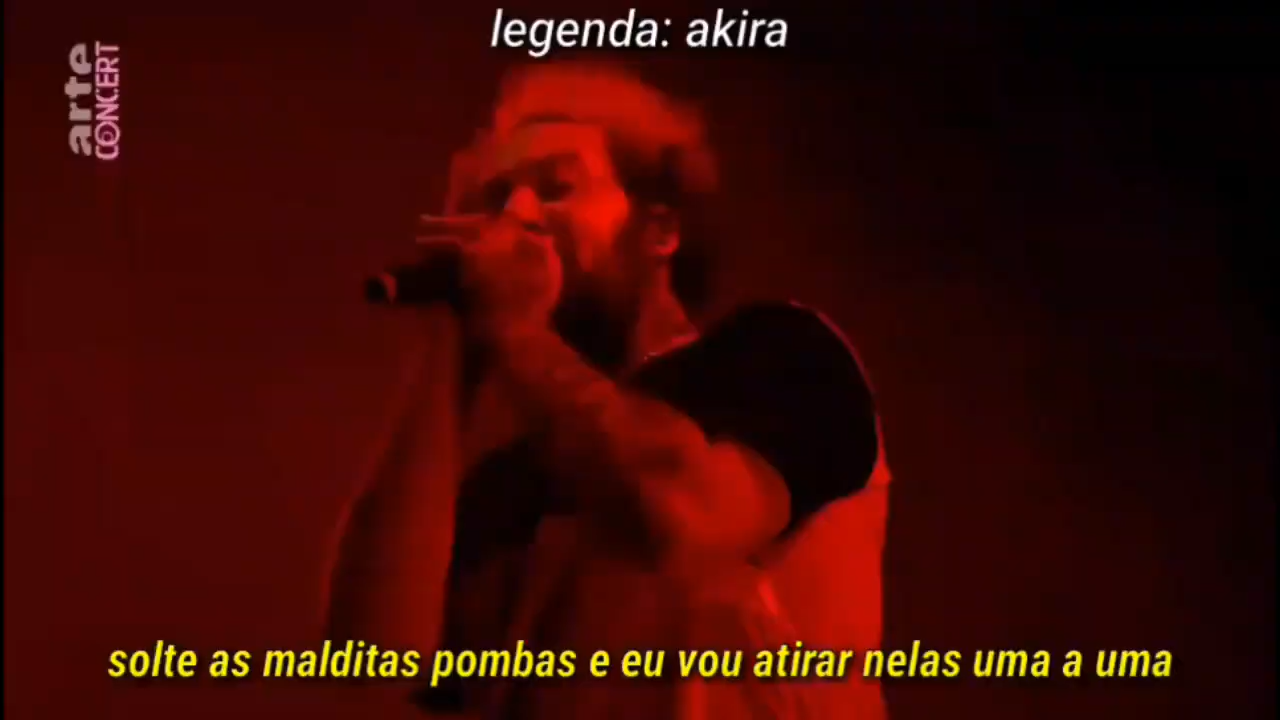 legenda: akira
arte
CONCERT
solte as malditas pombas e eu vou atirar nelas uma a uma